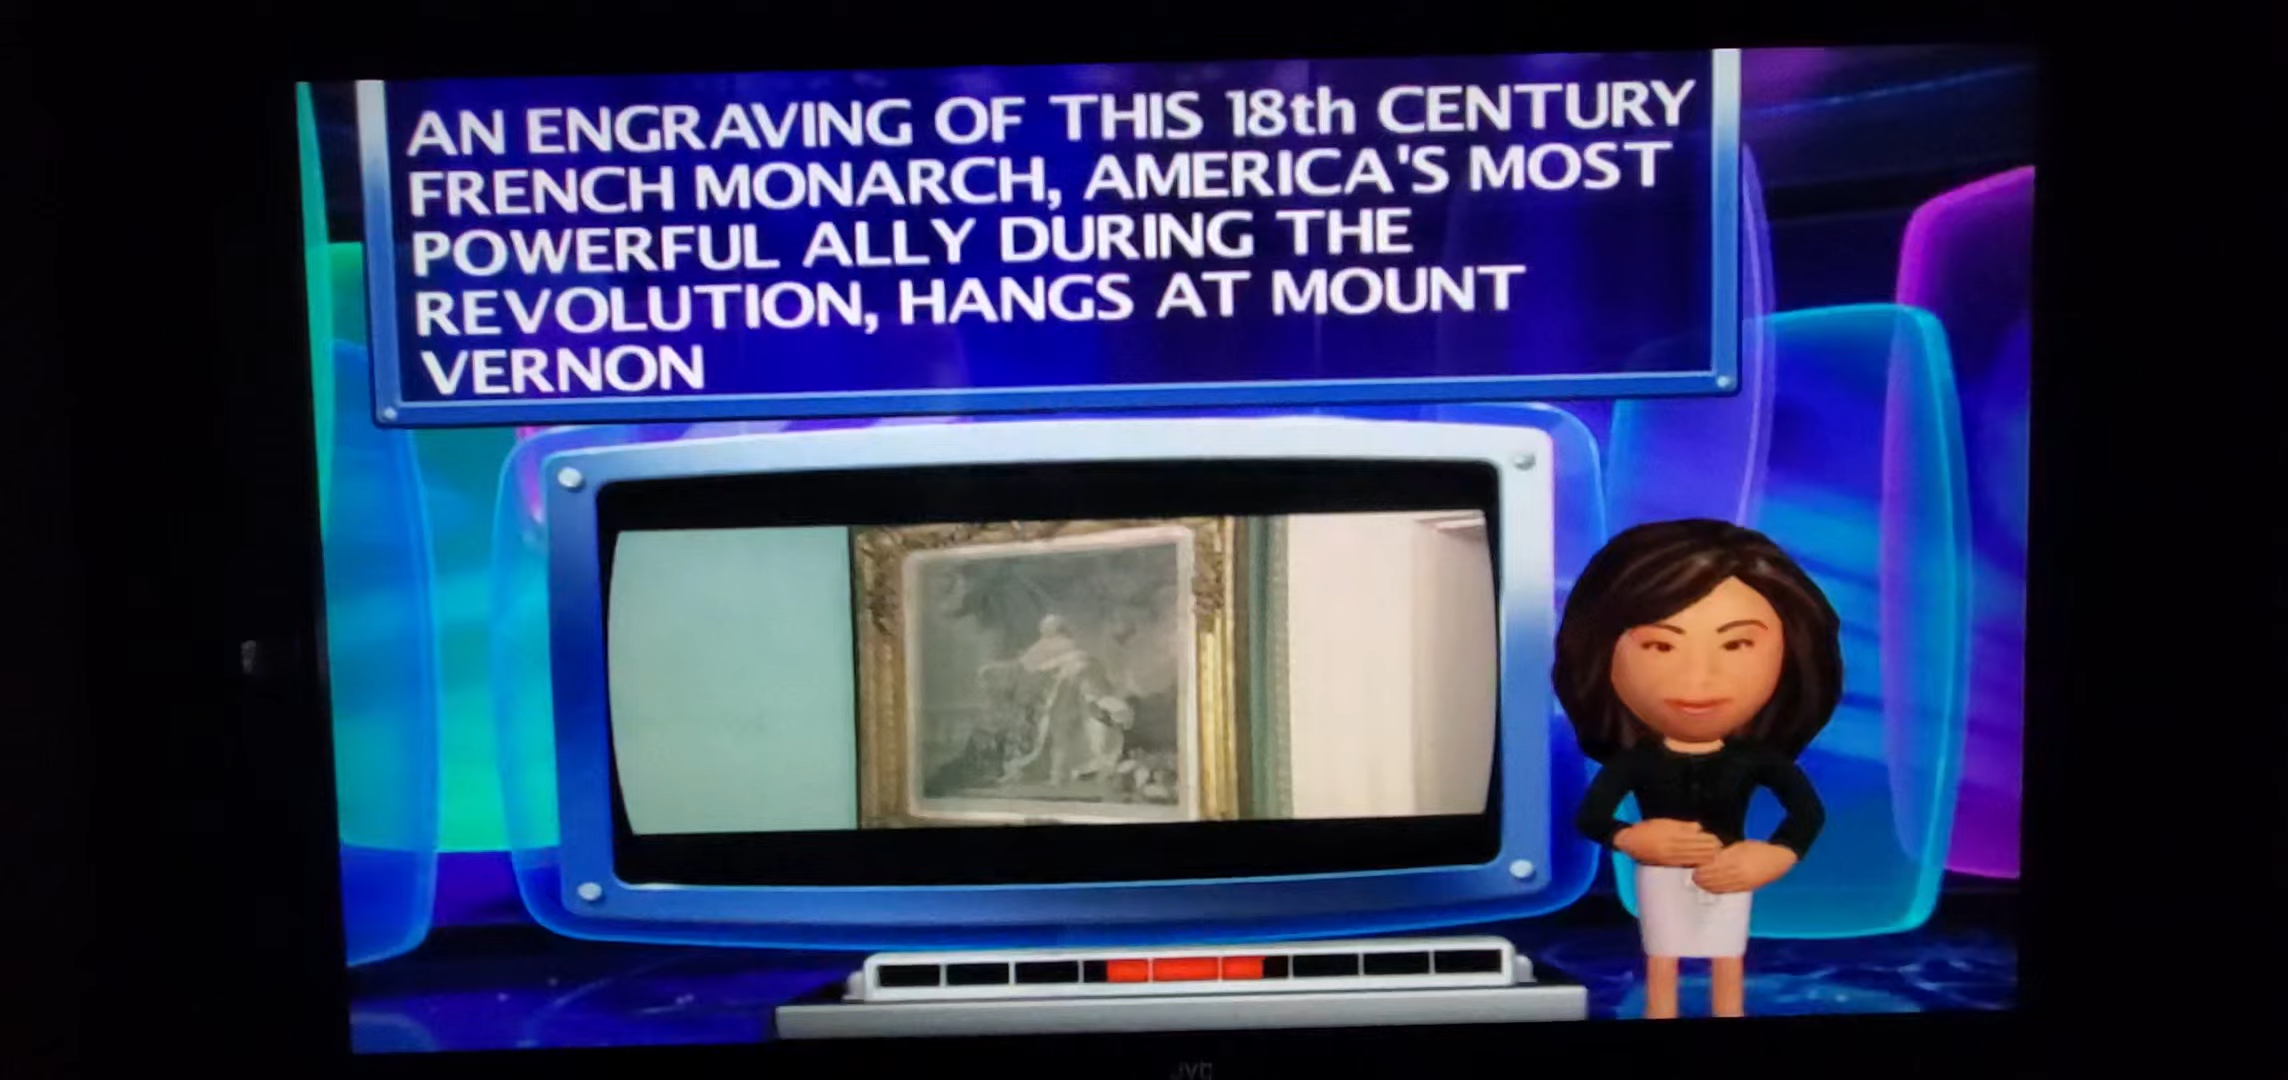 AN ENGRAVING OF THIS 18th CENTURY
FRENCH MONARCH, AMERICA'S MOST
POWERFUL ALLY DURING THE
REVOLUTION, HANGS AT MOUNT
VERNON
JVC